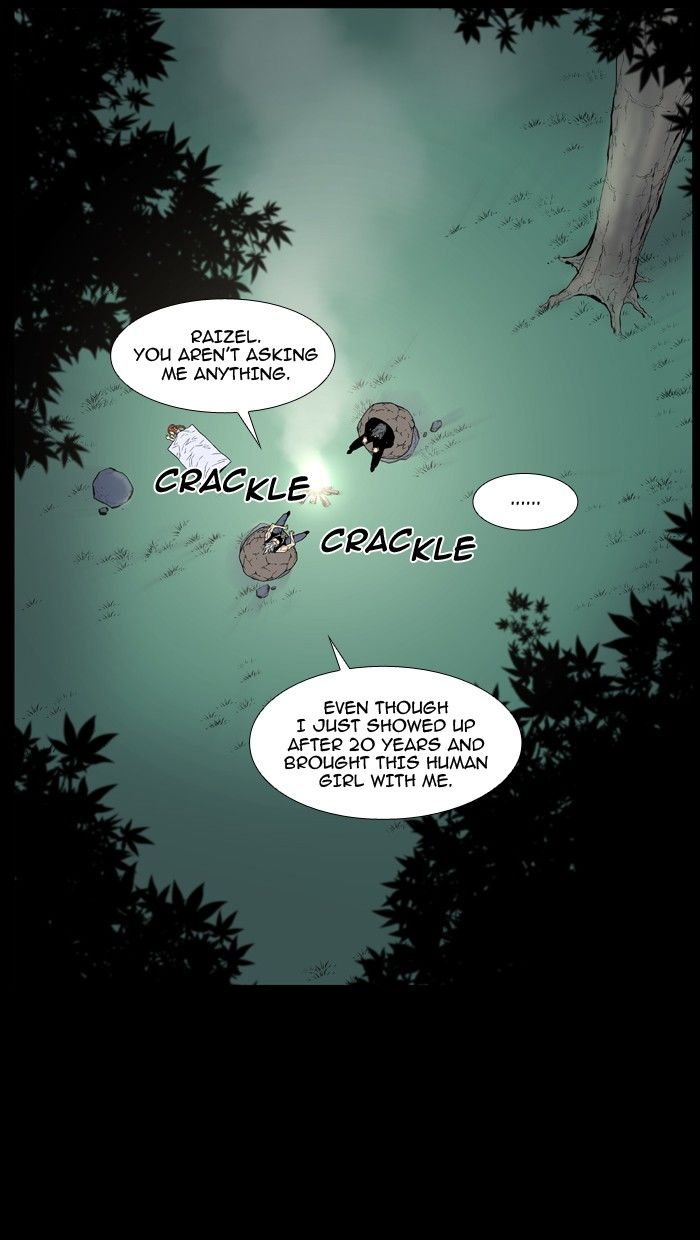 RAIZEL.
YOU AREN'T ASKING
ME ANYTHING.
CRACKLE
......
CRACKLE
EVEN THOUGH
I JUST SHOWED UP
AFTER 20 YEARS AND
BROUGHT THIS HUMAN
GIRL WITH ME.